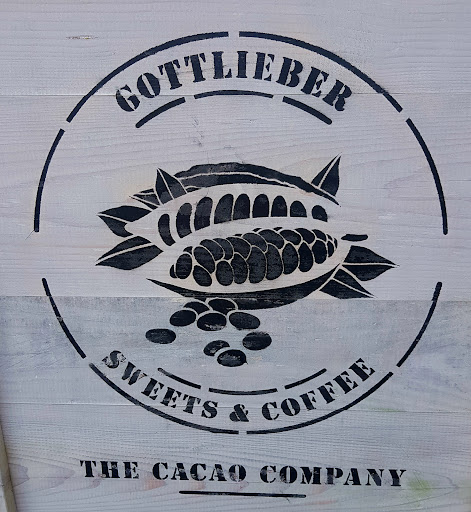 GOTTLIEBER
SWEETS & COFFEE
THE CACAO COMPANY